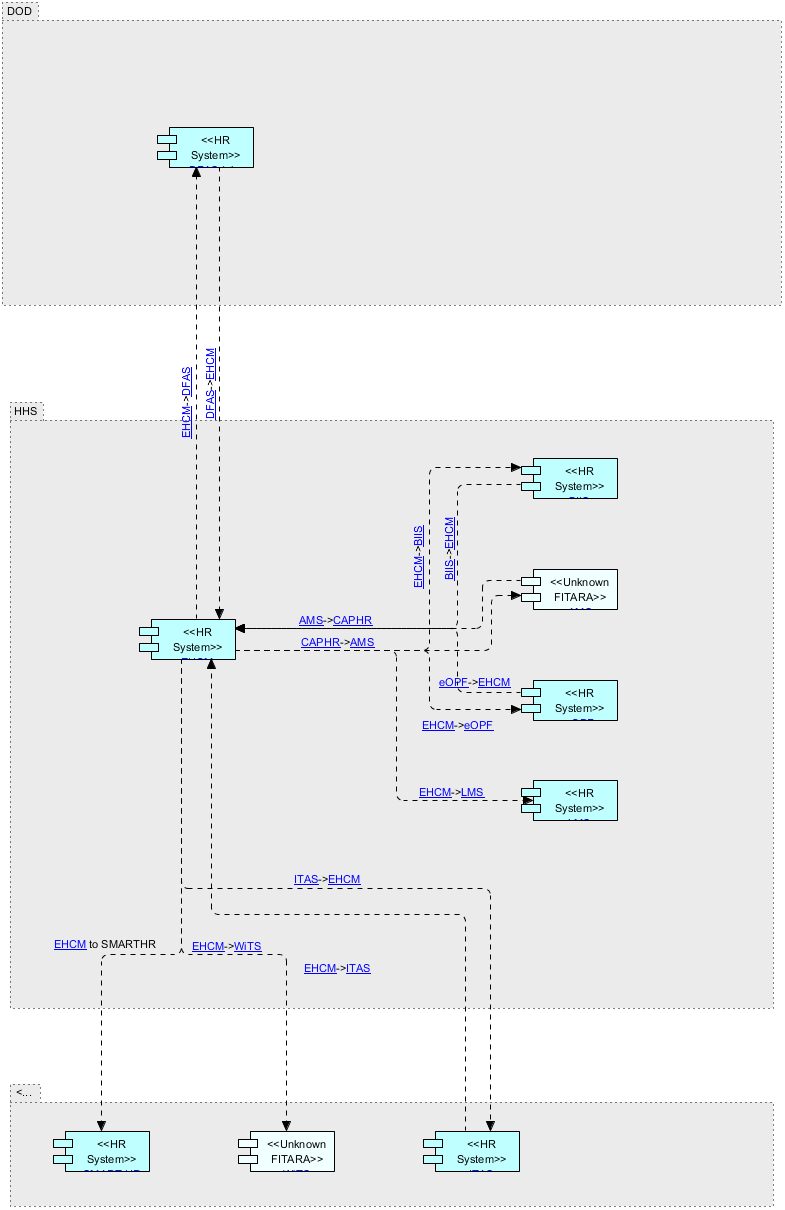 DOD
<<HR
System>>
EHCM->DFAS
DFAS->EHCM
HHS
<<HR
System>>
EHCM->BIIS
BIIS->EHCM
<<Unknown
FITARA>>
<<HR
System>>
AMS->CAPHR
CAPHR->AMS
eOPF->EHCM
<<HR
System>>
EHCM->eOPF
EHCM->LMS
<<HR
System>>
ITAS->EHCM
EHCM to SMARTHR
EHCM->WiTS
EHCM->ITAS
<...
<<HR
System>>
<<Unknown
FITARA>>
<<HR
System>>